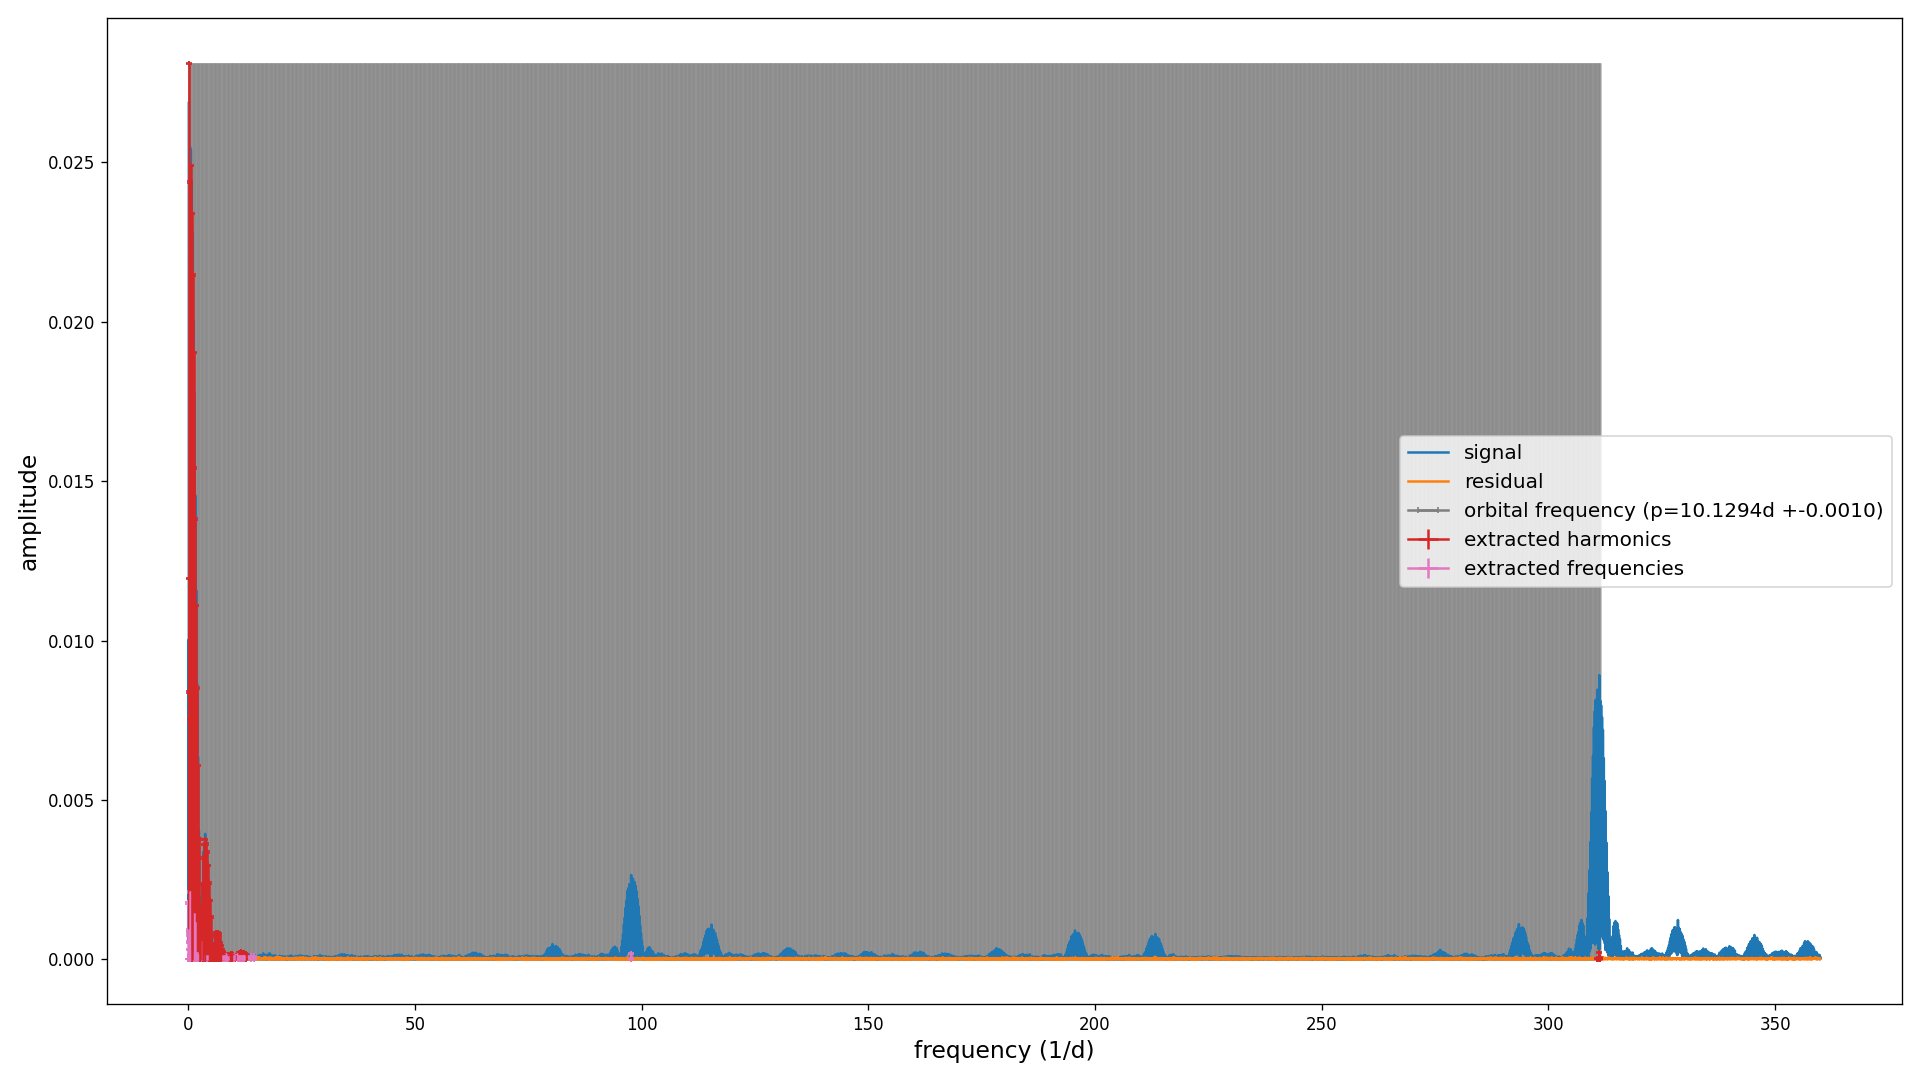 amplitude
0.025
0.020
0.015
0.010
0.005
0.000
signal
residual
orbital frequency (p=10.1294d +-0.0010)
extracted harmonics
extracted frequencies
0 50 100 150 200 250 300 350
frequency (1/d)